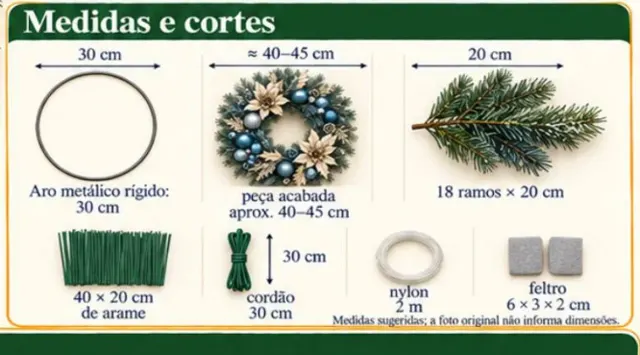 Medidas e cortes
30 cm
≈ 40–45 cm
20 cm
Aro metálico rígido:
30 cm
peça acabada
aprox. 40–45 cm
18 ramos × 20 cm
40 × 20 cm
de arame
30 cm
cordão
30 cm
nylon
2 m
feltro
6 × 3 × 2 cm
Medidas sugeridas; a foto original não informa dimensões.